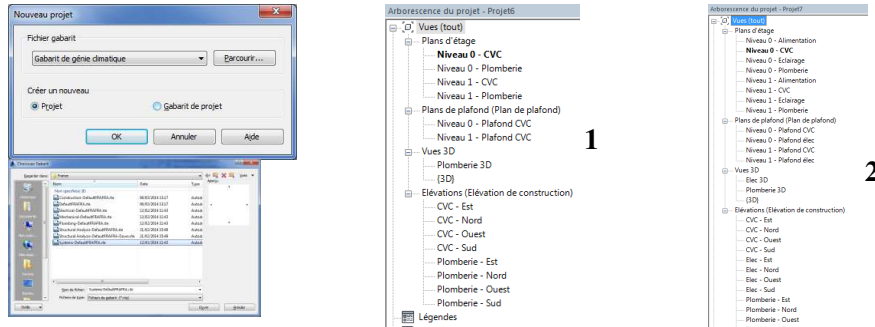 Nouveau projet
Fichier gabarit
Gabarit de génie climatique
Parcourir...
Créer un nouveau
Projet
Gabarit de projet
OK
Annuler
Aide
Nom
Date
Type
Arborescence du projet - Projet6
Vues (tout)
Plans d'étage
Niveau 0 - CVC
Niveau 0 - Plomberie
Niveau 1 - CVC
Niveau 1 - Plomberie
Plans de plafond (Plan de plafond)
Niveau 0 - Plafond CVC
Niveau 1 - Plafond CVC
Vues 3D
Plomberie 3D
{3D}
Elévations (Elévation de construction)
CVC - Est
CVC - Nord
CVC - Ouest
CVC - Sud
Plomberie - Est
Plomberie - Nord
Plomberie - Ouest
Plomberie - Sud
Légendes
1
Arborescence du projet - Projet7
Vues (tout)
Plans d'étage
Niveau 0 - Alimentation
Niveau 0 - CVC
Niveau 0 - Eclairage
Niveau 0 - Plomberie
Niveau 1 - Alimentation
Niveau 1 - CVC
Niveau 1 - Eclairage
Niveau 1 - Plomberie
Plans de plafond (Plan de plafond)
Niveau 0 - Plafond CVC
Niveau 0 - Plafond élec
Niveau 1 - Plafond CVC
Niveau 1 - Plafond élec
Vues 3D
Elec 3D
Plomberie 3D
{3D}
Elévations (Elévation de construction)
CVC - Est
CVC - Nord
CVC - Ouest
CVC - Sud
Elec - Est
Elec - Nord
Elec - Ouest
Elec - Sud
Plomberie - Est
Plomberie - Nord
Plomberie - Ouest
2